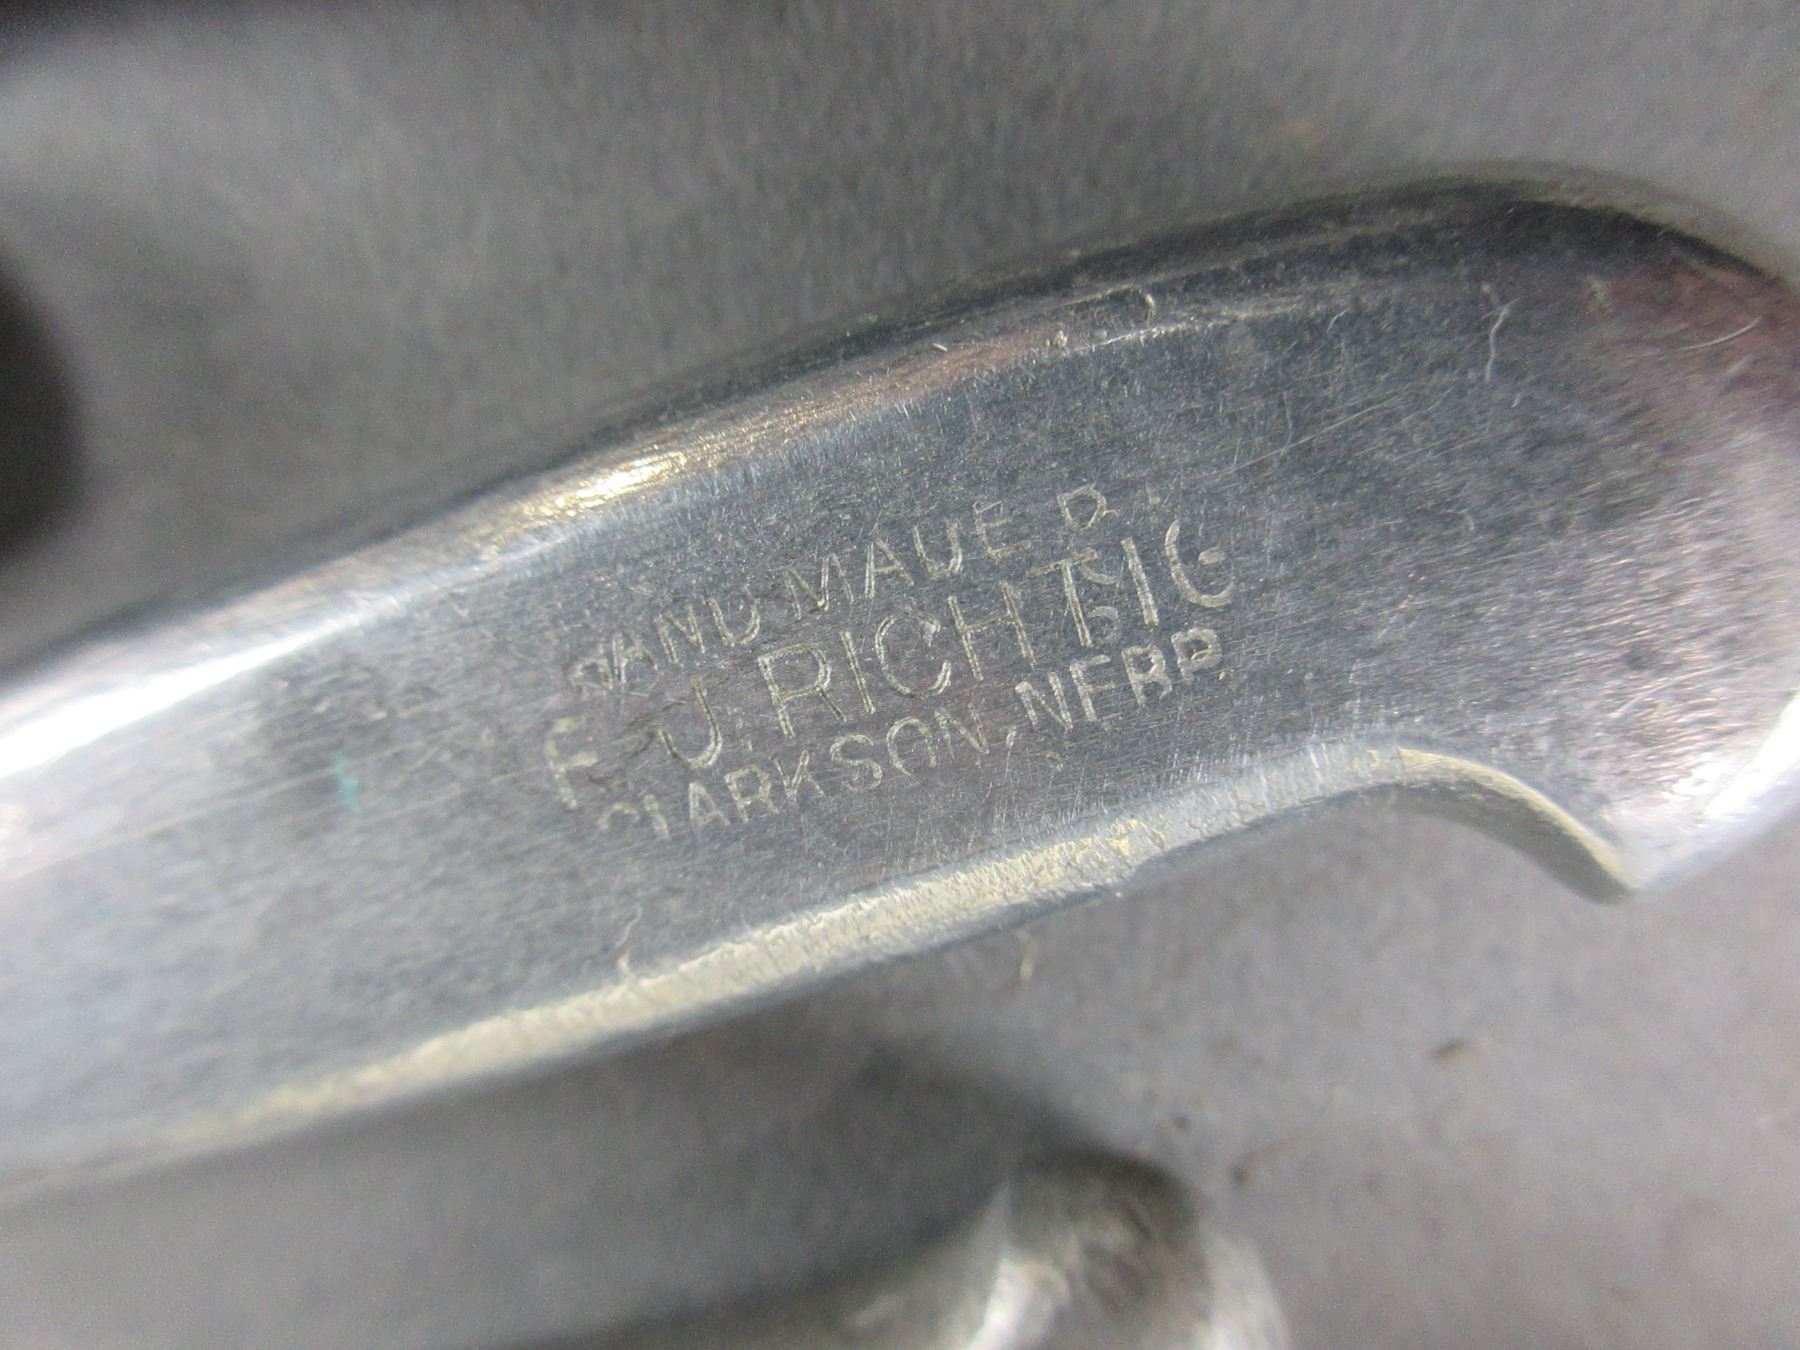 HAND MADE BY
F. J. RICHTIG
CLARKSON, NEBR